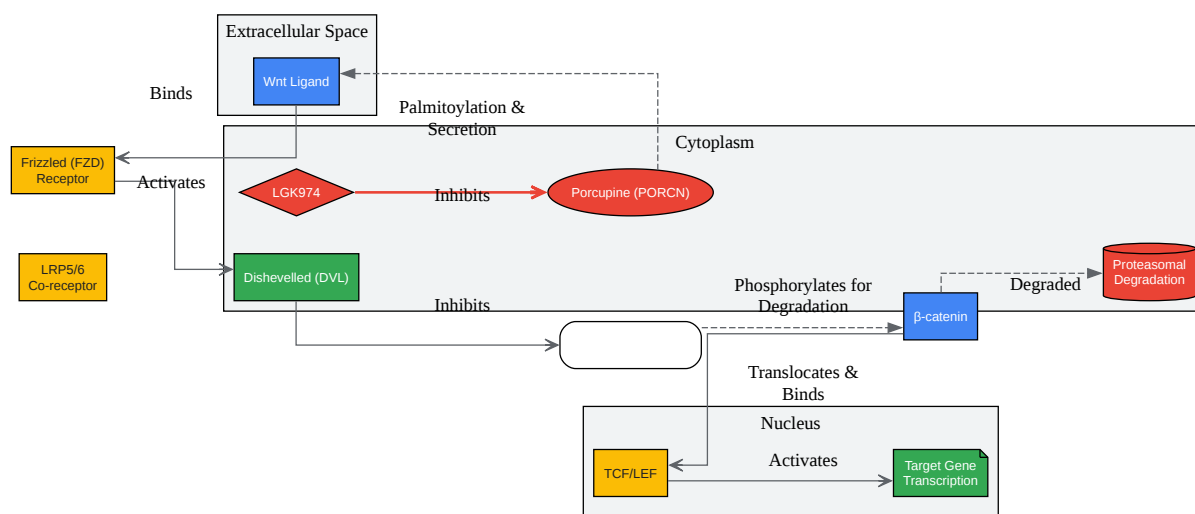 Extracellular Space
Wnt Ligand
Binds
Palmitoylation &
Secretion
Cytoplasm
Frizzled (FZD)
Receptor
Activates
LGK974
Inhibits
Porcupine (PORCN)
LRP5/6
Co-receptor
Dishevelled (DVL)
Inhibits
Phosphorylates for
Degradation
β-catenin
Degraded
Proteasomal
Degradation
Translocates &
Binds
Nucleus
TCF/LEF
Activates
Target Gene
Transcription